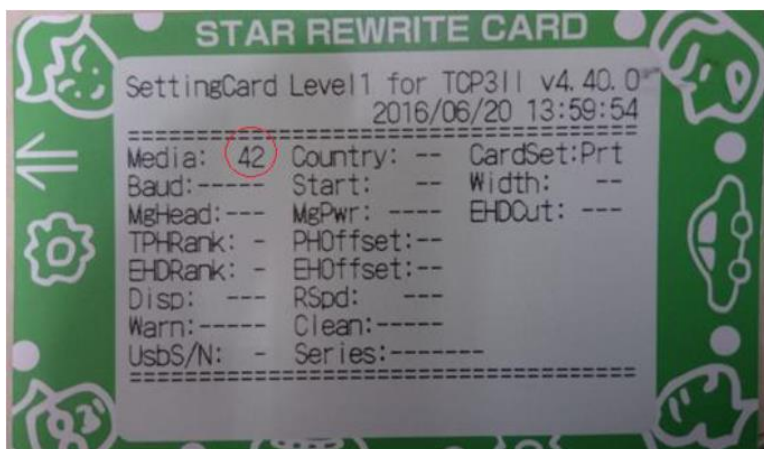 STAR REWRITE CARD
SettingCard Level1 for TCP3II v4.40.0
2016/06/20 13:59:54
=====================================
Media: 42 Country: -- CardSet:Prt
Baud:----- Start: -- Width: --
MgHead:--- MgPwr: ---- EHDCut: ---
TPHRank: - PHOffset:--
EHDRank: - EHOffset:--
Disp: --- RSpd: ---
Warn:----- Clean:----
UsbS/N: - Series:-------
=====================================